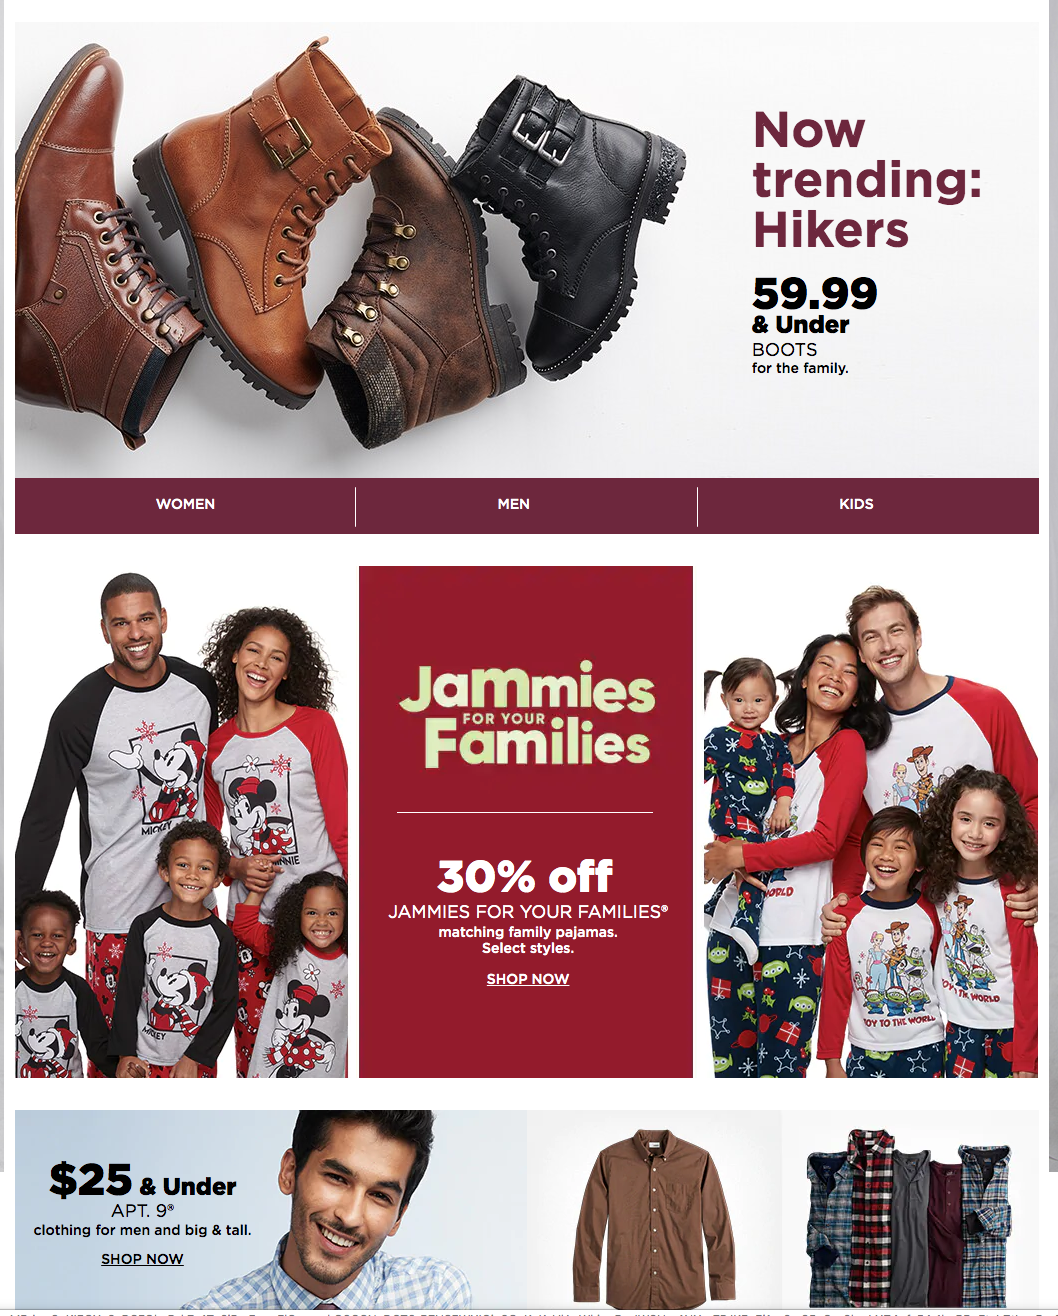 Now
trending:
Hikers
59.99
& Under
BOOTS
for the family.
WOMEN
MEN
KIDS
Jammies
FOR YOUR
Families
30% off
JAMMIES FOR YOUR FAMILIES®
matching family pajamas.
Select styles.
SHOP NOW
MICKEY
MINNIE
MICKEY
JOY TO THE WORLD
TO THE WORLD
WORLD
$25 & Under
APT. 9®
clothing for men and big & tall.
SHOP NOW